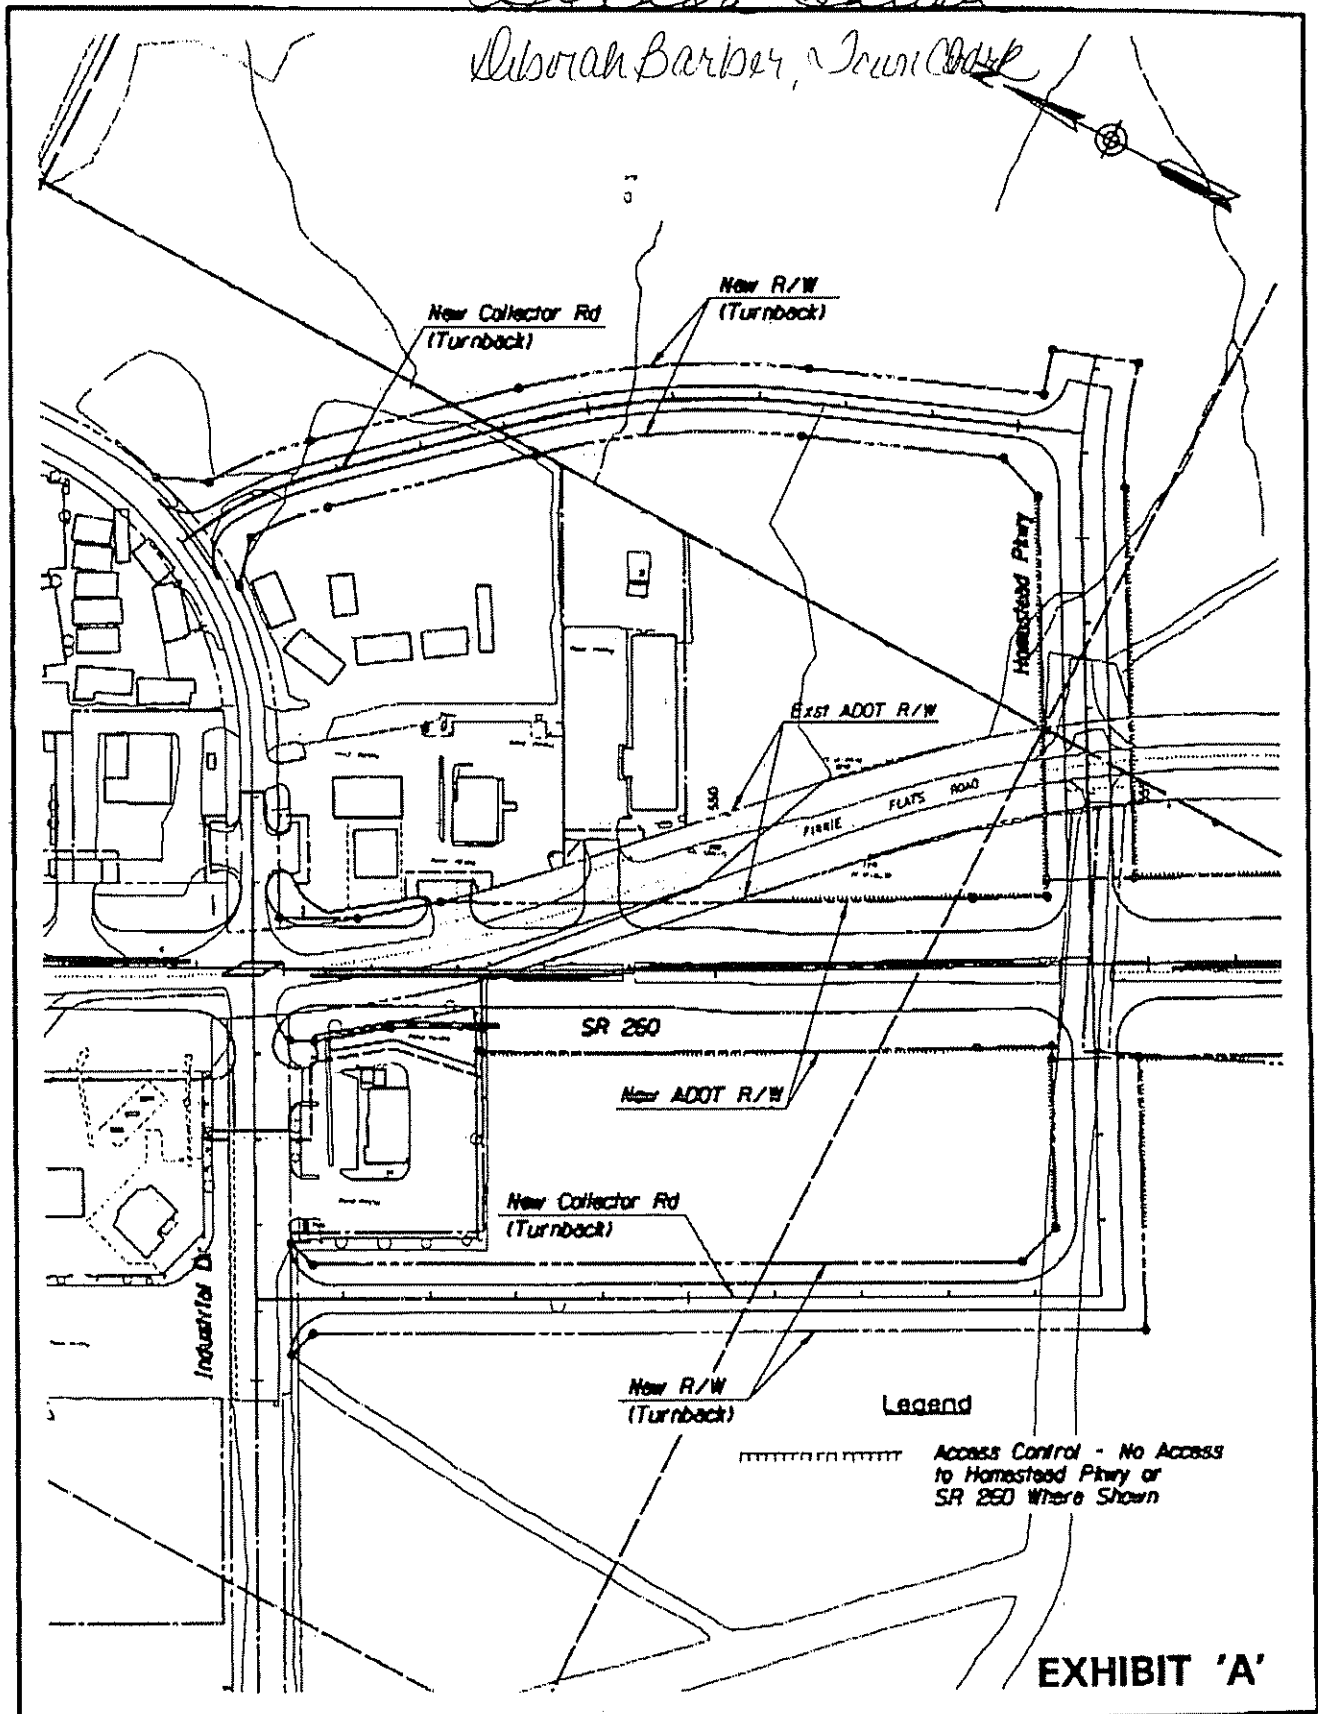 Deborah Barber, Town Clerk
New R/W
(Turnback)
New Collector Rd
(Turnback)
Homestead Pkwy
Exst ADOT R/W
FLATS ROAD
SR 260
New ADOT R/W
New Collector Rd
(Turnback)
Industrial Dr
New R/W
(Turnback)
Legend
Access Control - No Access
to Homestead Pkwy or
SR 260 Where Shown
EXHIBIT 'A'